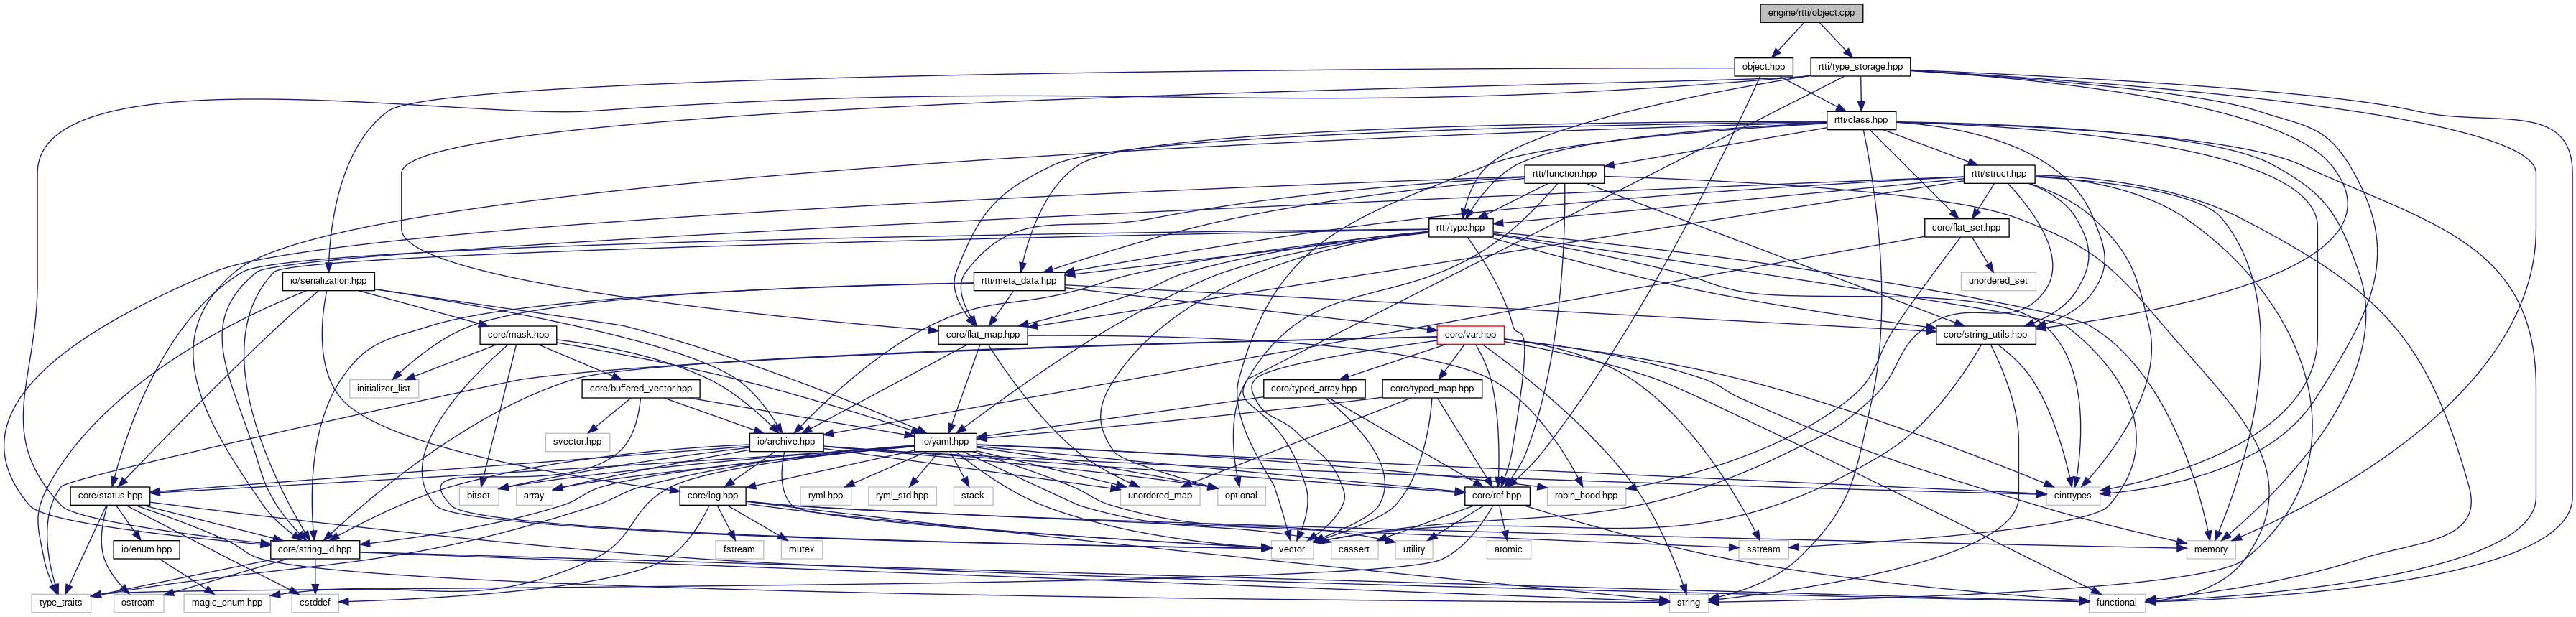 engine/rtti/object.cpp
object.hpp
rtti/type_storage.hpp
rtti/class.hpp
rtti/function.hpp
rtti/struct.hpp
rtti/type.hpp
core/flat_set.hpp
io/serialization.hpp
rtti/meta_data.hpp
unordered_set
core/mask.hpp
core/flat_map.hpp
core/var.hpp
core/string_utils.hpp
initializer_list
core/buffered_vector.hpp
core/typed_array.hpp
core/typed_map.hpp
svector.hpp
io/archive.hpp
io/yaml.hpp
core/status.hpp
bitset
array
core/log.hpp
ryml.hpp
ryml_std.hpp
stack
unordered_map
optional
core/ref.hpp
robin_hood.hpp
cinttypes
io/enum.hpp
core/string_id.hpp
fstream
mutex
vector
cassert
utility
atomic
sstream
memory
type_traits
ostream
magic_enum.hpp
cstddef
string
functional